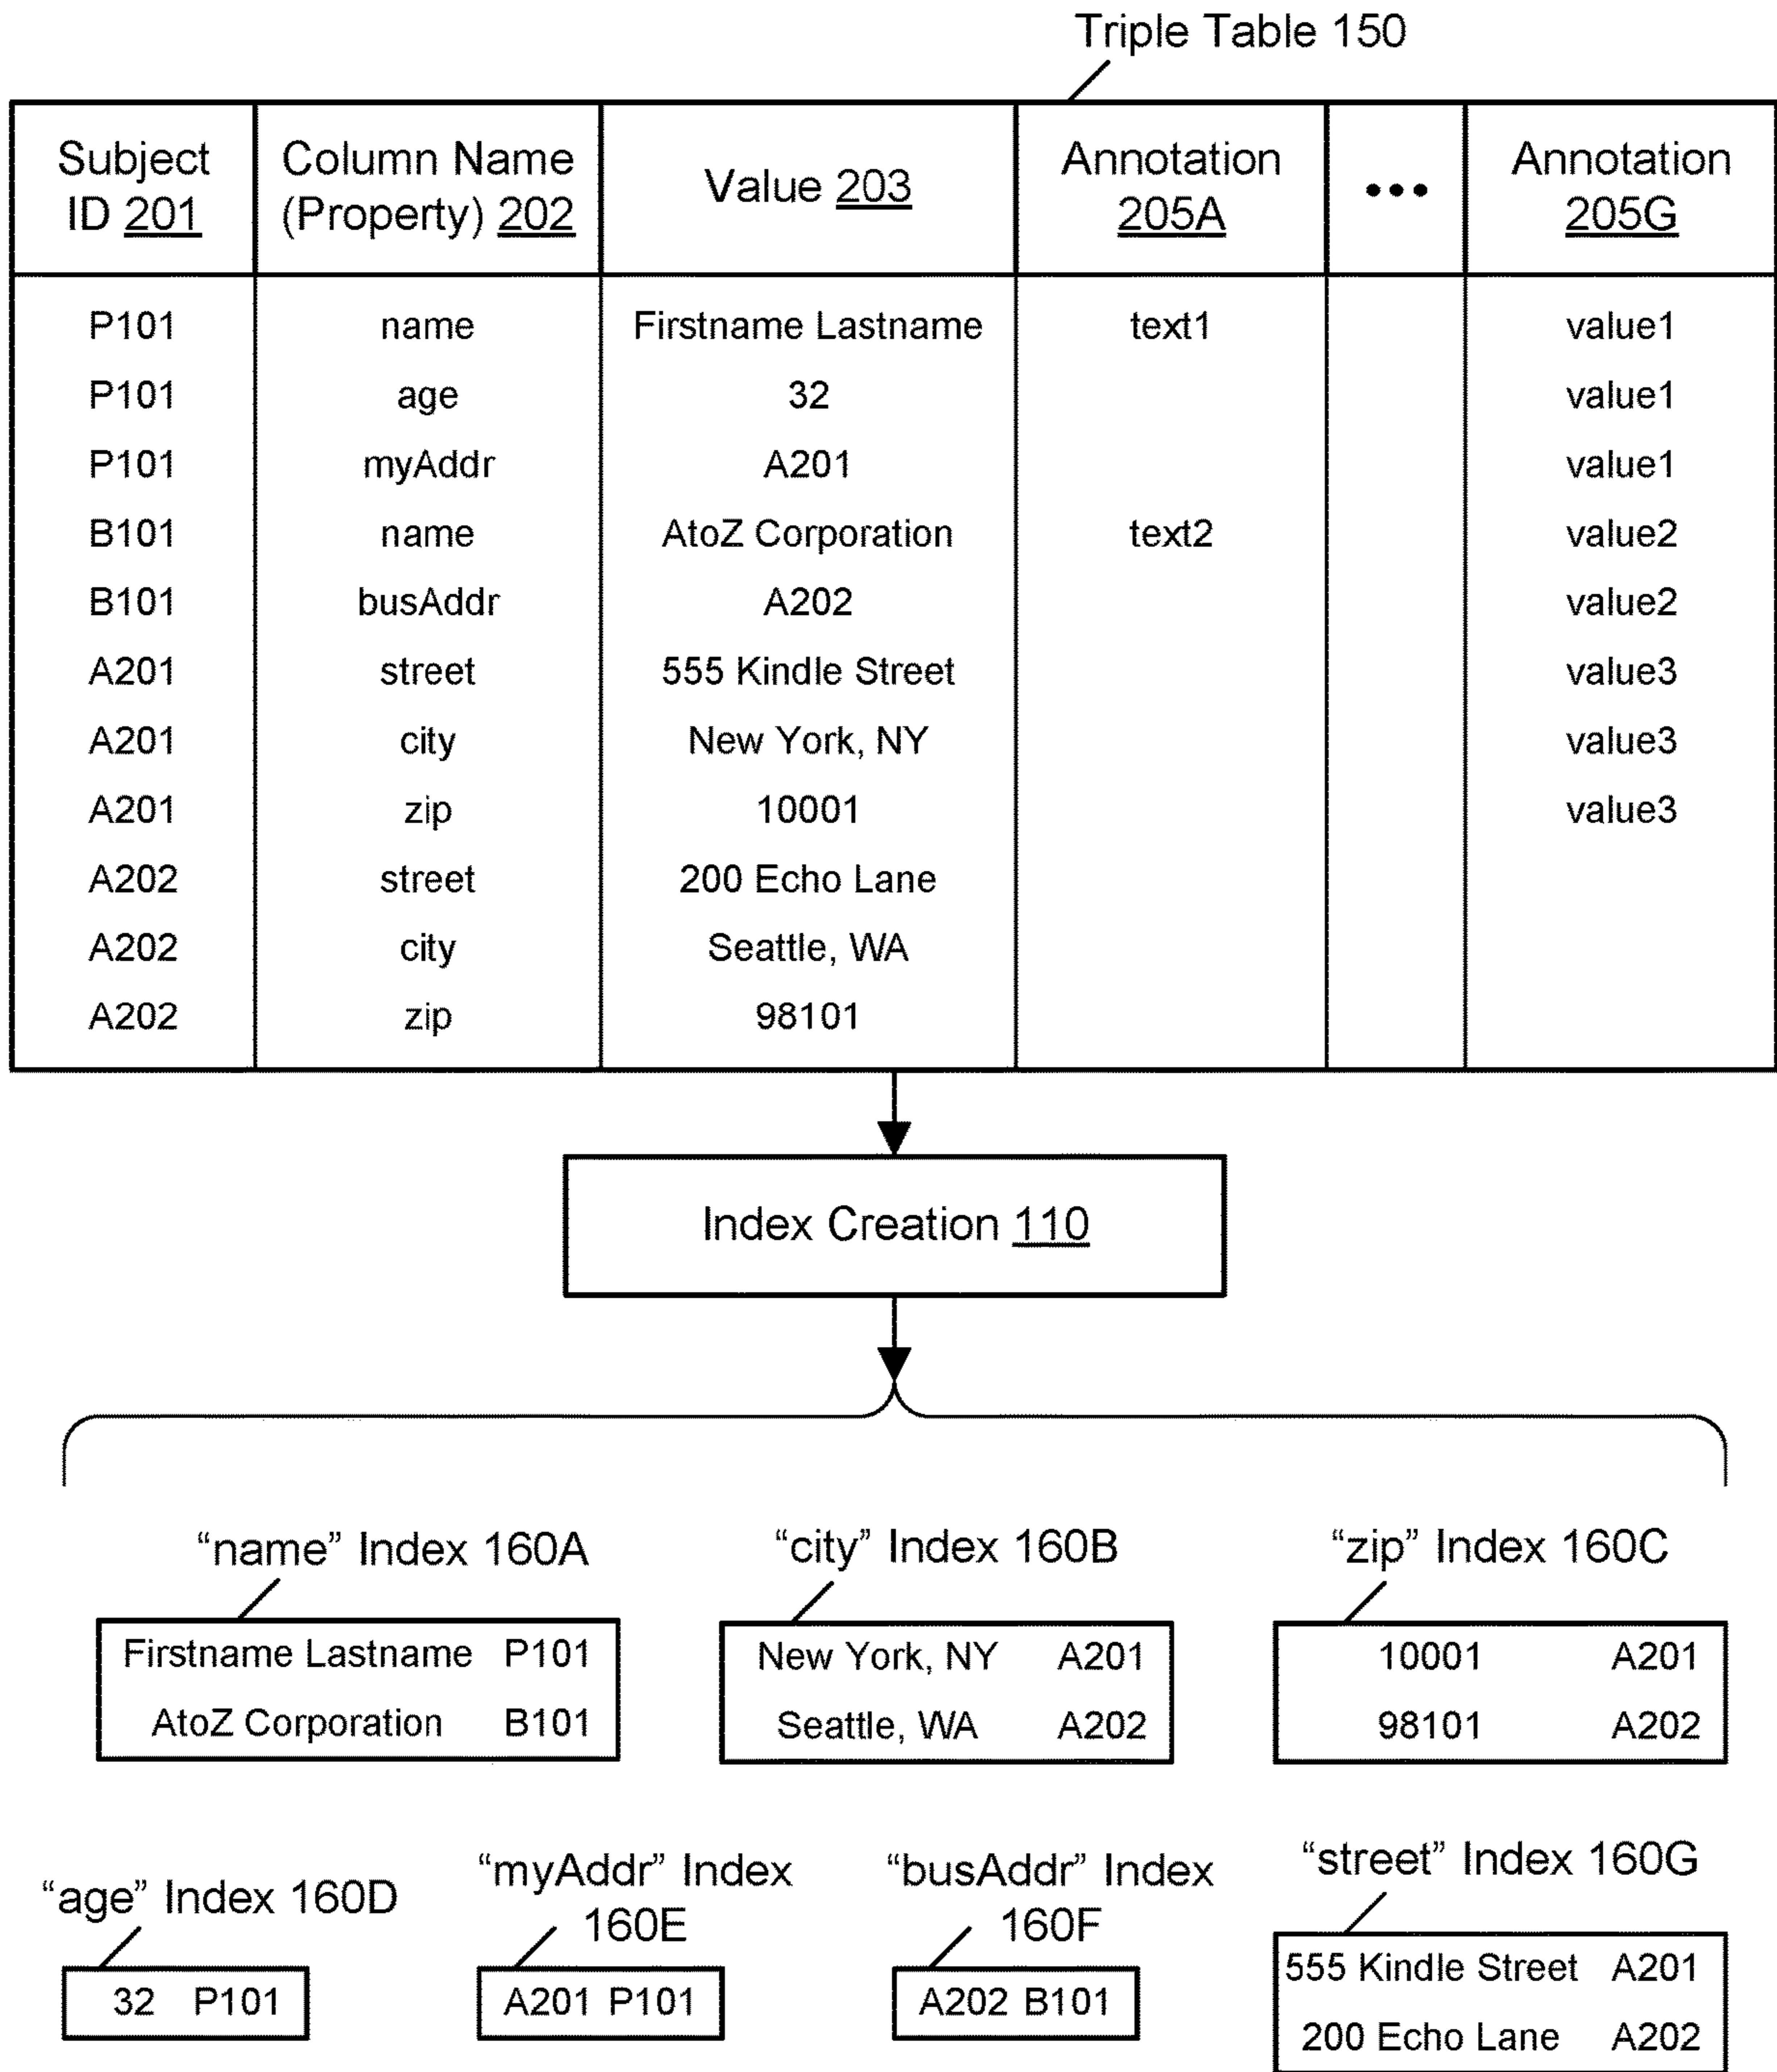 Triple Table 150
Subject ID 201 Column Name (Property) 202 Value 203 Annotation 205A ••• Annotation 205G
P101 name Firstname Lastname text1 value1
P101 age 32 value1
P101 myAddr A201 value1
B101 name AtoZ Corporation text2 value2
B101 busAddr A202 value2
A201 street 555 Kindle Street value3
A201 city New York, NY value3
A201 zip 10001 value3
A202 street 200 Echo Lane
A202 city Seattle, WA
A202 zip 98101
Index Creation 110
“name” Index 160A
Firstname Lastname P101
AtoZ Corporation B101
“city” Index 160B
New York, NY A201
Seattle, WA A202
“zip” Index 160C
10001 A201
98101 A202
“age” Index 160D
32 P101
“myAddr” Index
160E
A201 P101
“busAddr” Index
160F
A202 B101
“street” Index 160G
555 Kindle Street A201
200 Echo Lane A202